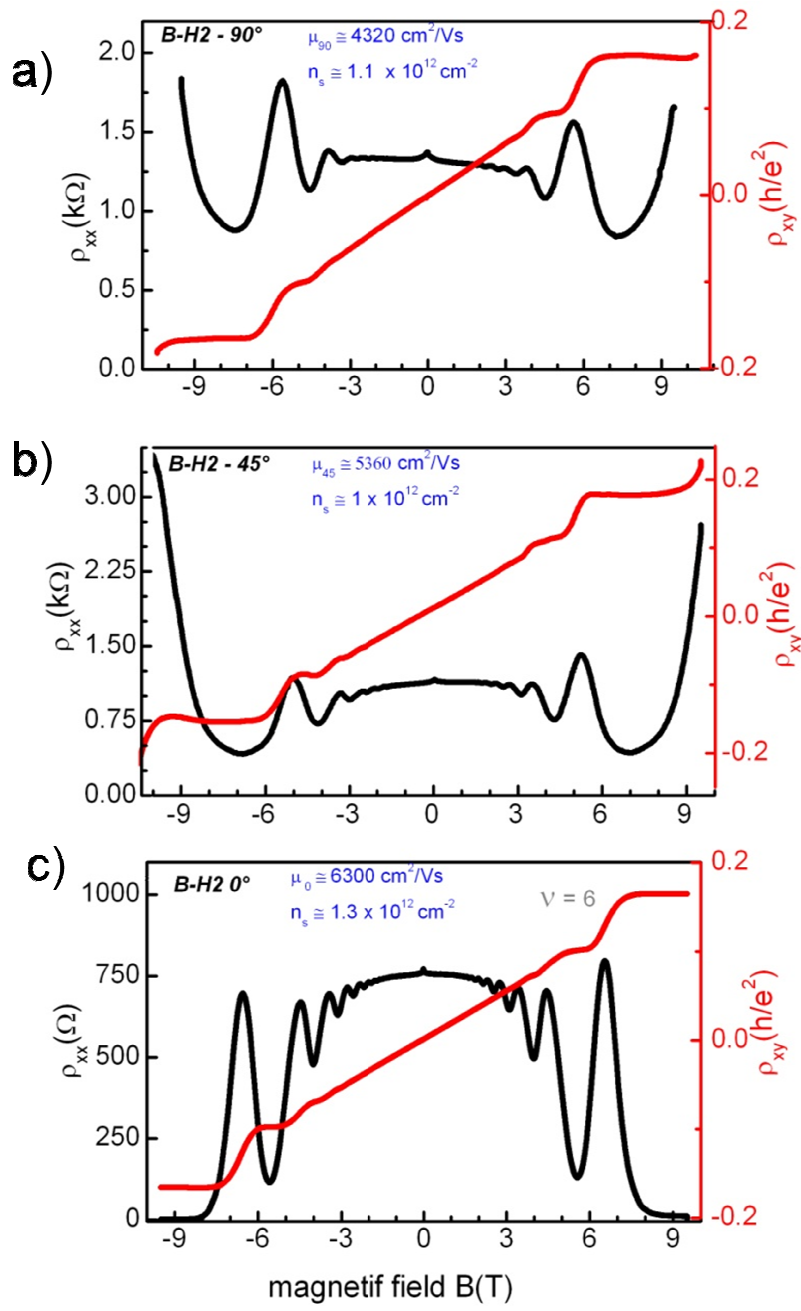 a)
B-H2 - 90°
μ90 ≅ 4320 cm²/Vs
ns ≅ 1.1 x 10¹² cm⁻²
2.0
1.5
1.0
0.5
0.0
ρxx(kΩ)
0.2
0.0
-0.2
ρxy(h/e²)
-9 -6 -3 0 3 6 9
b)
B-H2 - 45°
μ45 ≅ 5360 cm²/Vs
ns ≅ 1 x 10¹² cm⁻²
3.00
2.25
1.50
0.75
0.00
ρxx(kΩ)
0.2
0.0
-0.2
ρxy(h/e²)
-9 -6 -3 0 3 6 9
c)
B-H2 0°
μ0 ≅ 6300 cm²/Vs
ns ≅ 1.3 x 10¹² cm⁻²
ν = 6
1000
750
500
250
0
ρxx(Ω)
0.2
0.0
-0.2
ρxy(h/e²)
-9 -6 -3 0 3 6 9
magnetif field B(T)